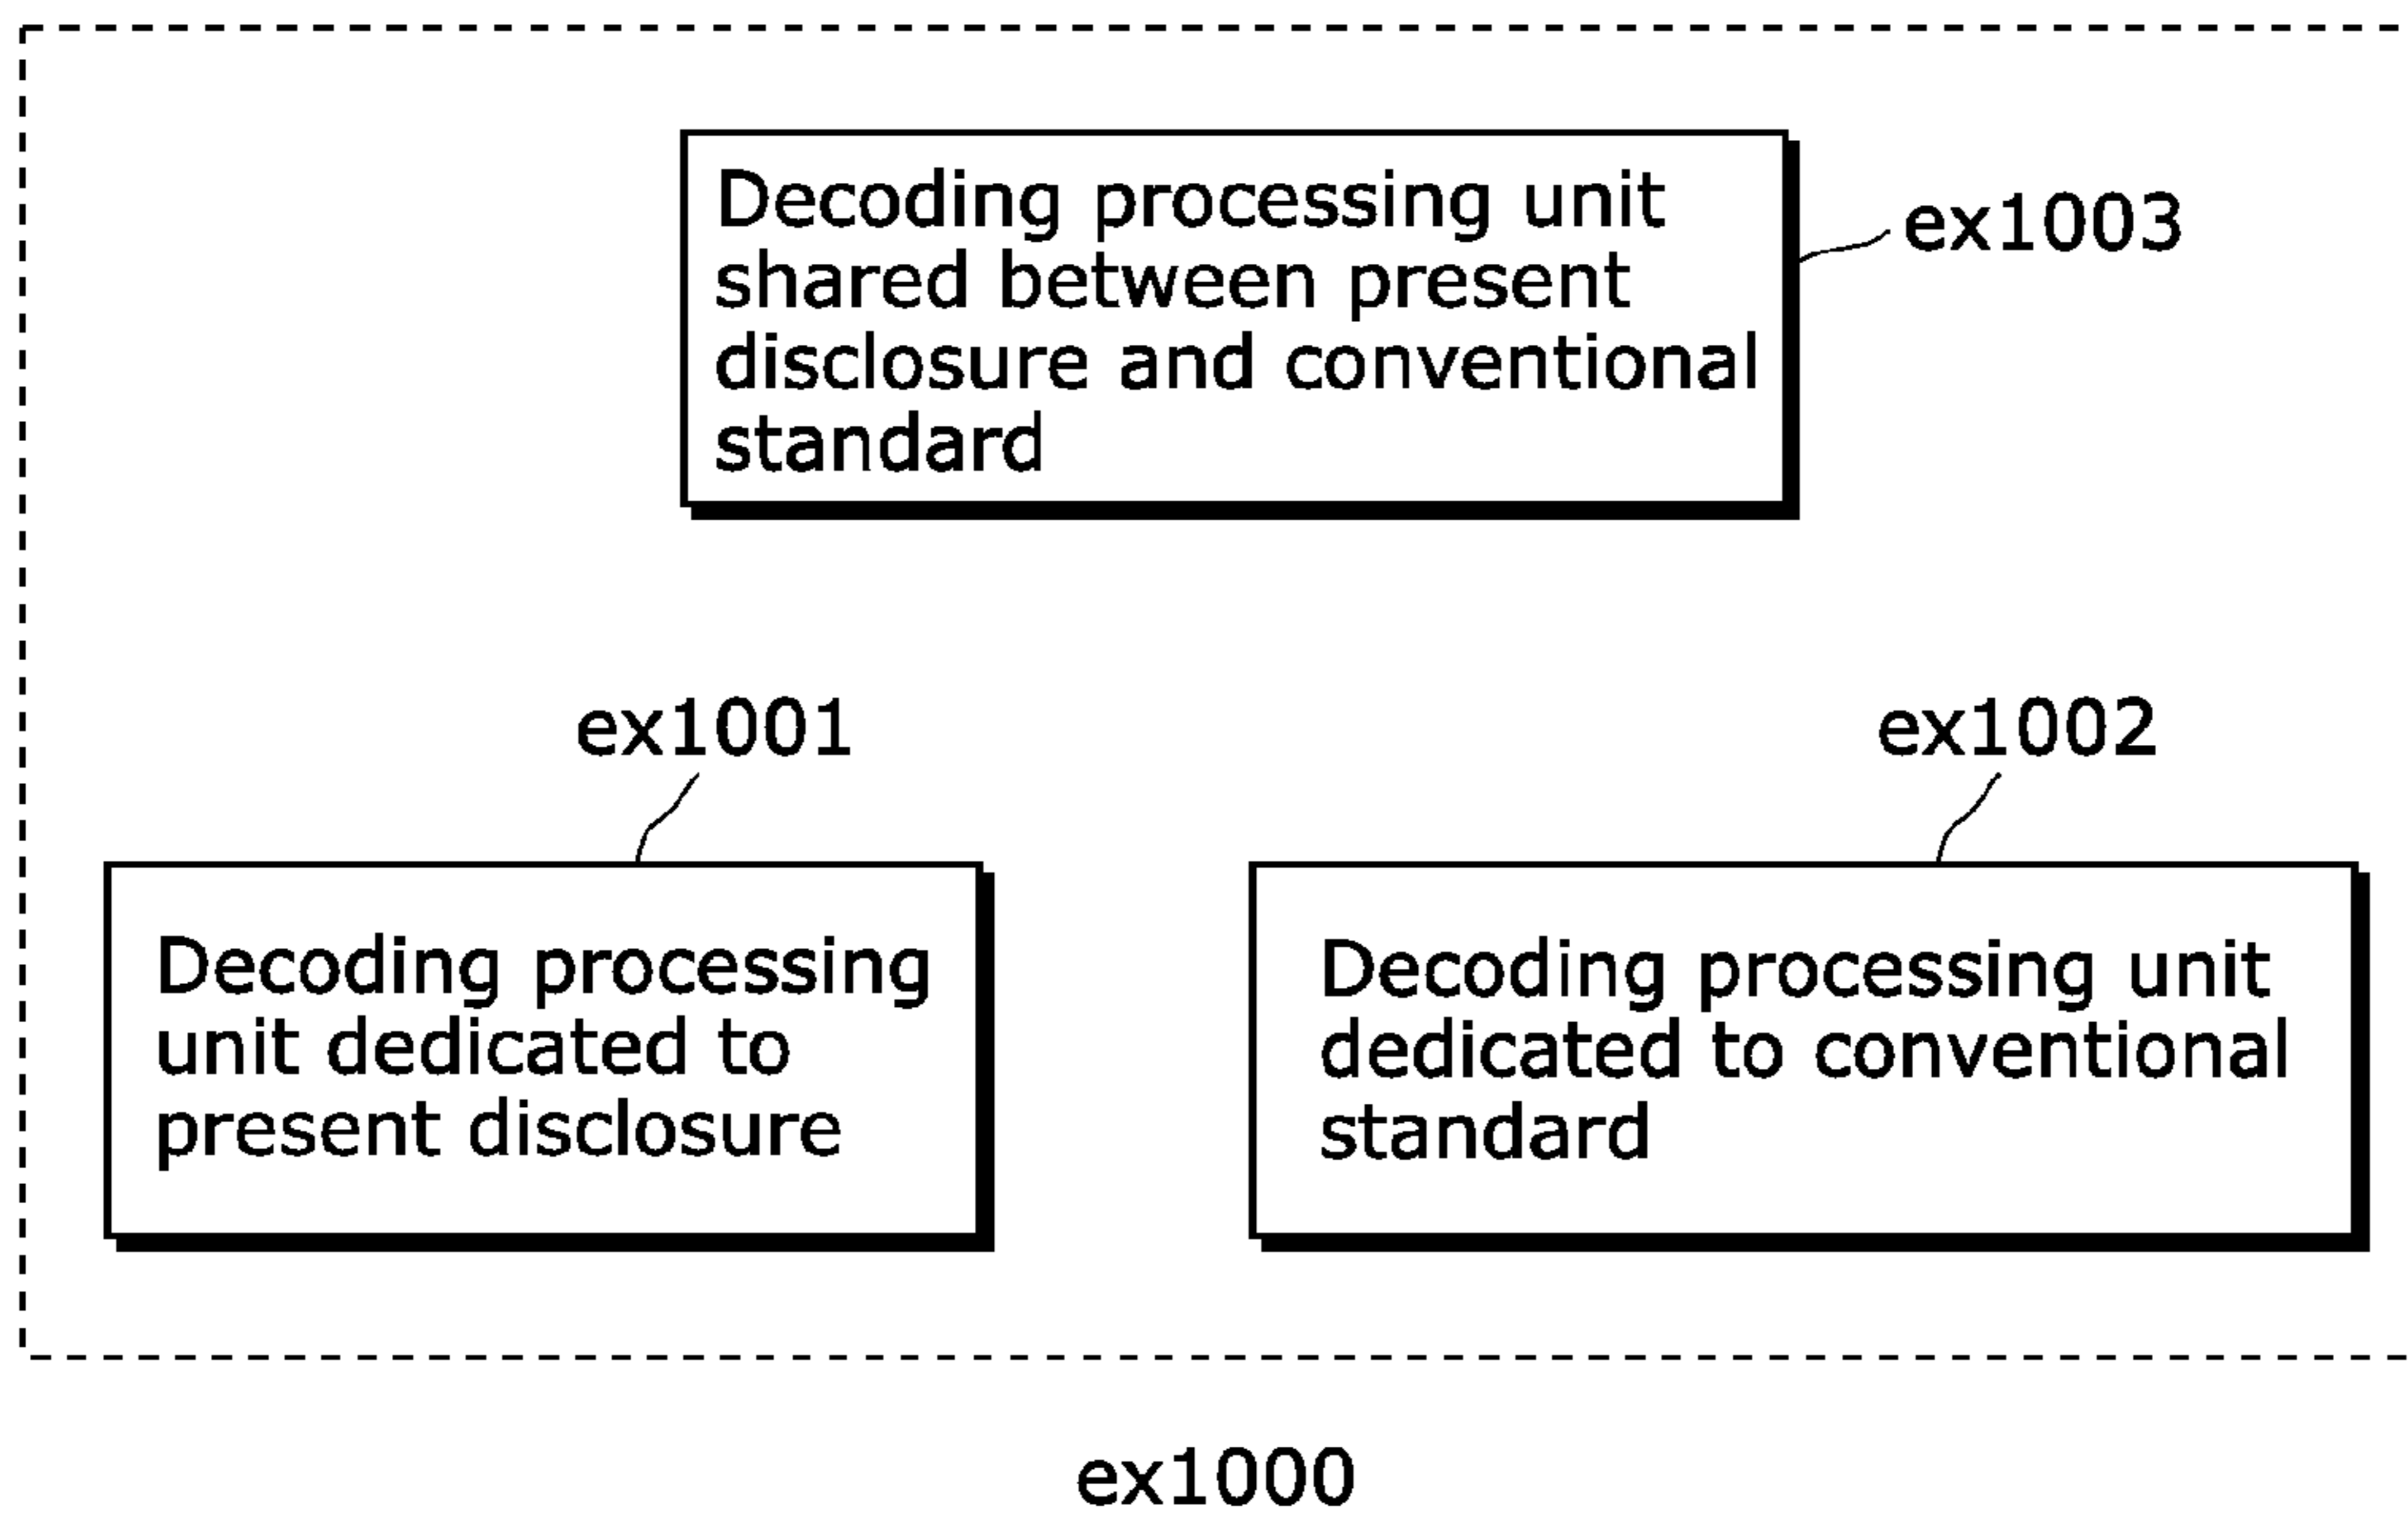 Decoding processing unit
shared between present
disclosure and conventional
standard
ex1003
ex1001
ex1002
Decoding processing
unit dedicated to
present disclosure
Decoding processing unit
dedicated to conventional
standard
ex1000